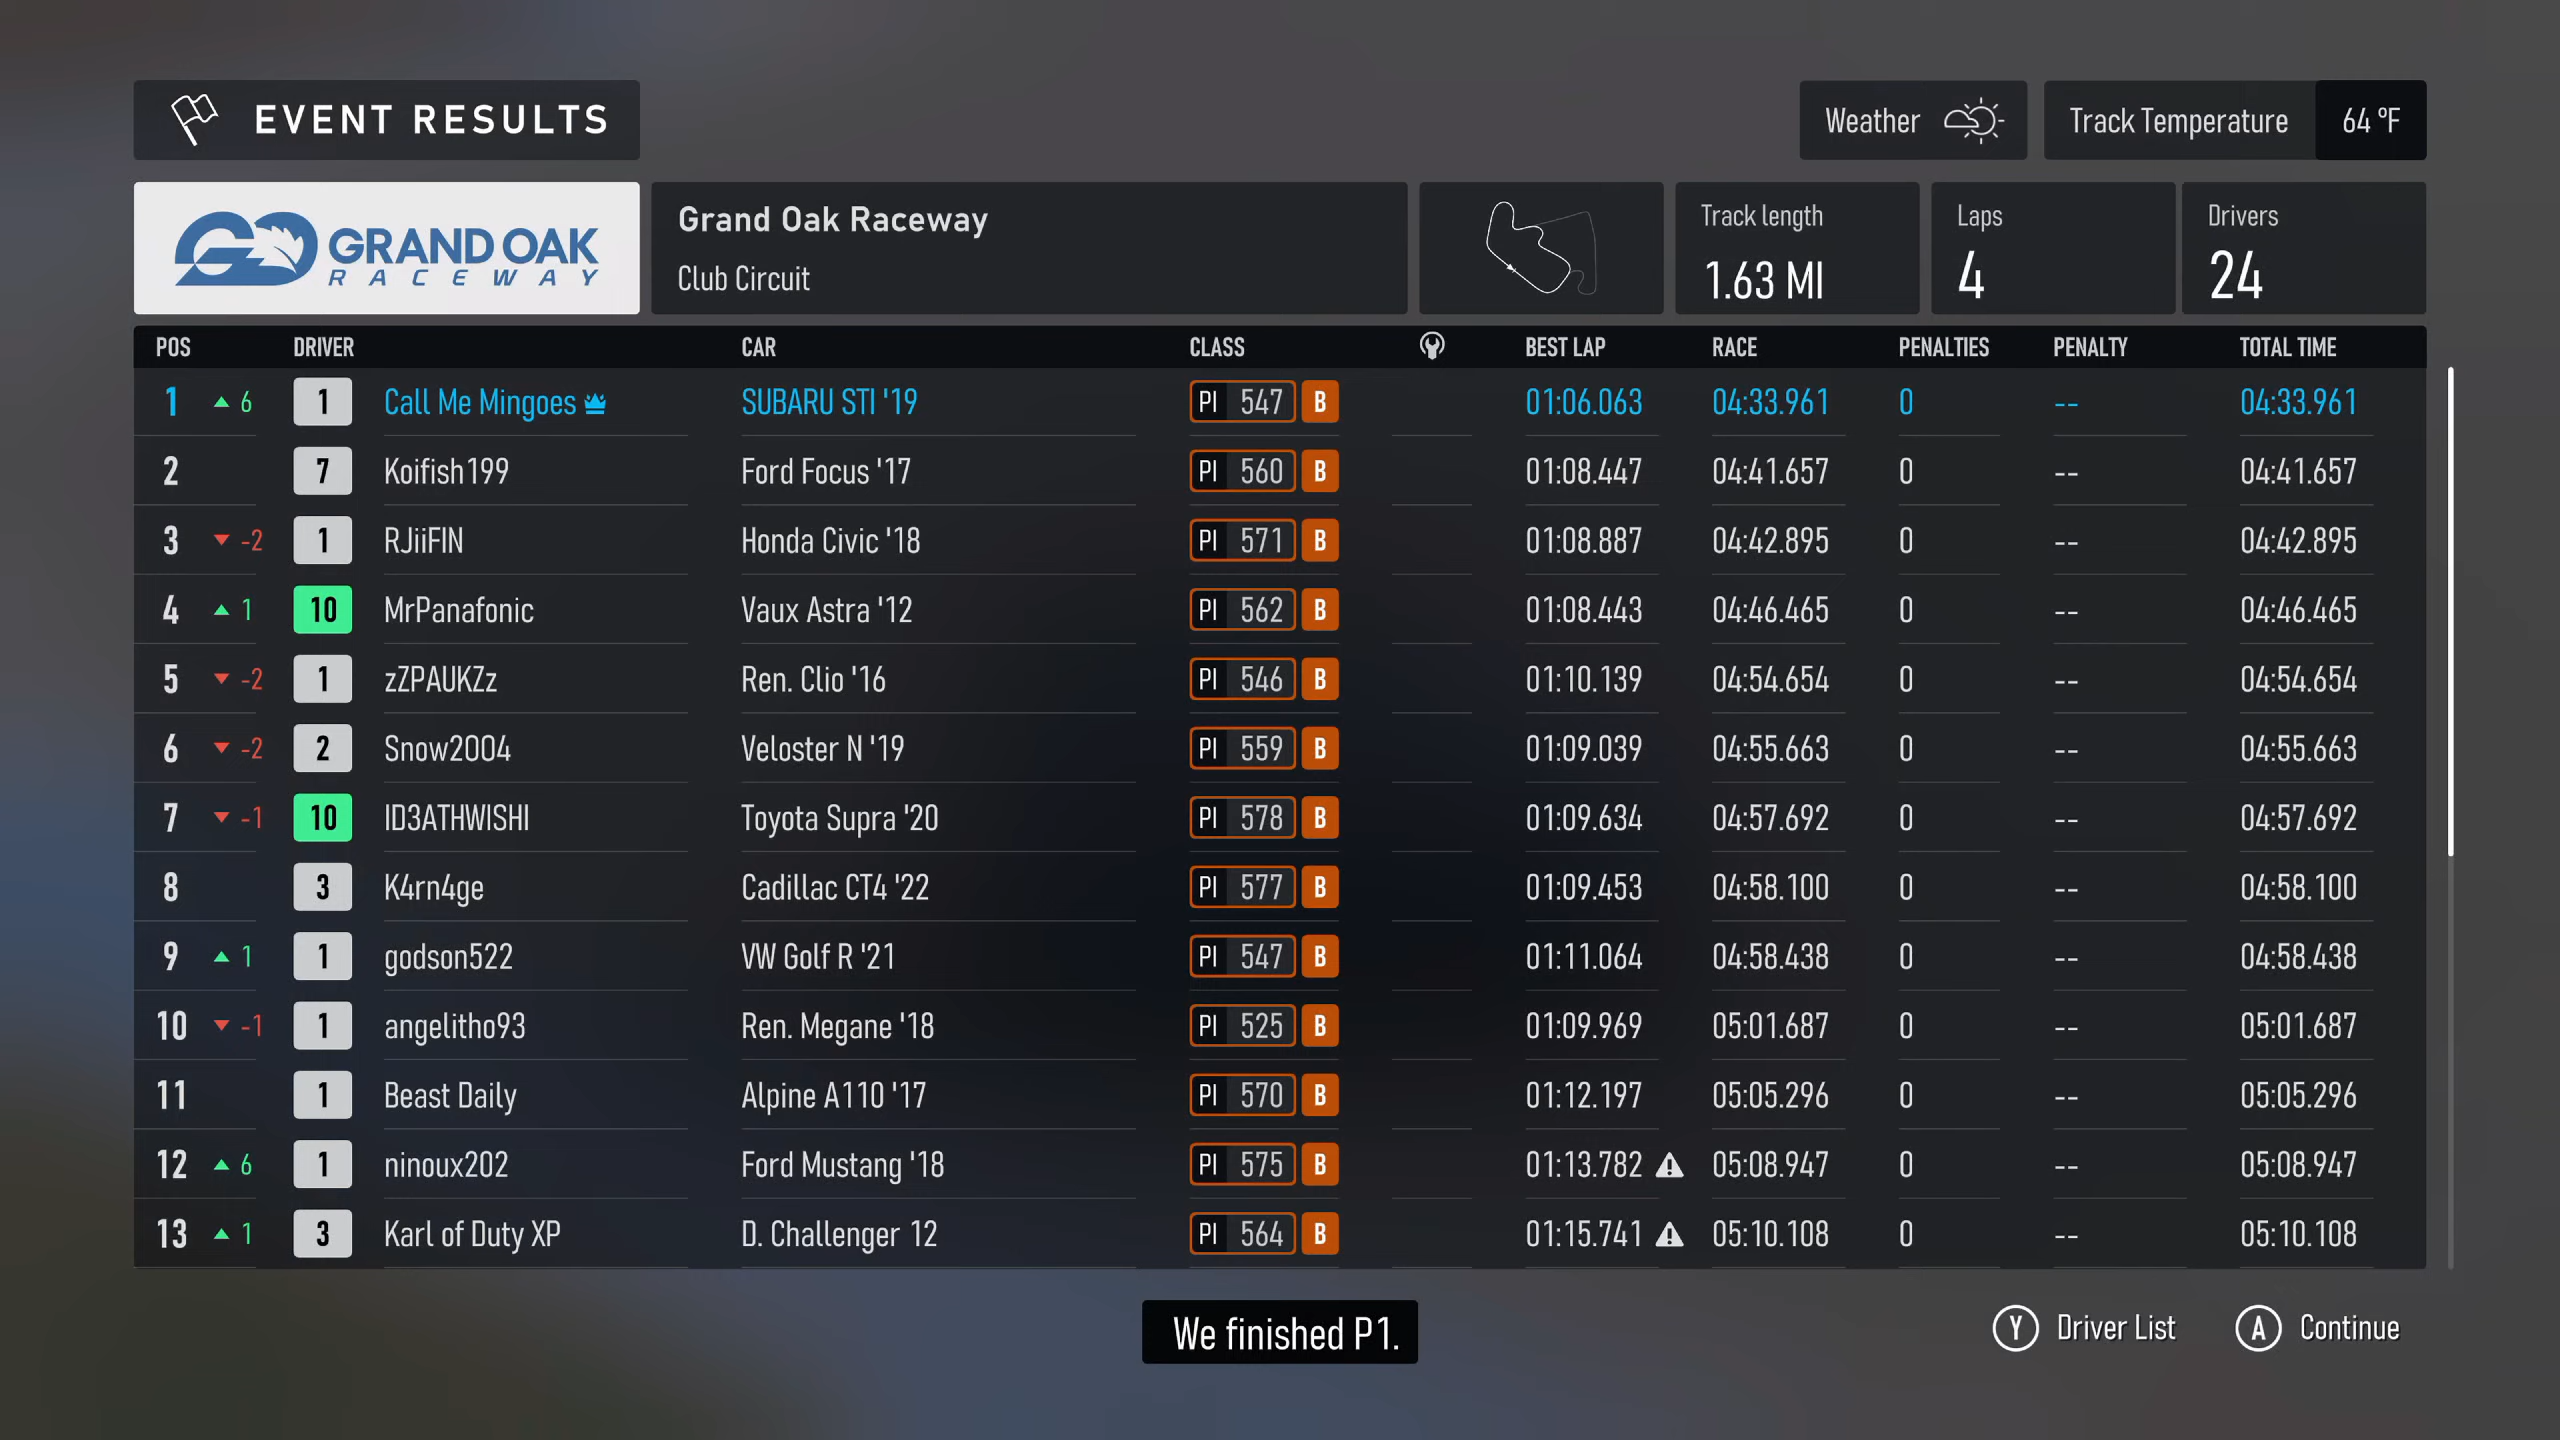 EVENT RESULTS
Weather
Track Temperature 64 °F
GRAND OAK
RACEWAY
Grand Oak Raceway
Club Circuit
Track length
1.63 MI
Laps
4
Drivers
24
POS DRIVER CAR CLASS BEST LAP RACE PENALTIES PENALTY TOTAL TIME
1 ▲ 6 1 Call Me Mingoes SUBARU STI '19 PI 547 B 01:06.063 04:33.961 0 -- 04:33.961
2 7 Koifish199 Ford Focus '17 PI 560 B 01:08.447 04:41.657 0 -- 04:41.657
3 ▼ -2 1 RJiiFIN Honda Civic '18 PI 571 B 01:08.887 04:42.895 0 -- 04:42.895
4 ▲ 1 10 MrPanafonic Vaux Astra '12 PI 562 B 01:08.443 04:46.465 0 -- 04:46.465
5 ▼ -2 1 zZPAUKZz Ren. Clio '16 PI 546 B 01:10.139 04:54.654 0 -- 04:54.654
6 ▼ -2 2 Snow2004 Veloster N '19 PI 559 B 01:09.039 04:55.663 0 -- 04:55.663
7 ▼ -1 10 ID3ATHWISHI Toyota Supra '20 PI 578 B 01:09.634 04:57.692 0 -- 04:57.692
8 3 K4rn4ge Cadillac CT4 '22 PI 577 B 01:09.453 04:58.100 0 -- 04:58.100
9 ▲ 1 1 godson522 VW Golf R '21 PI 547 B 01:11.064 04:58.438 0 -- 04:58.438
10 ▼ -1 1 angelitho93 Ren. Megane '18 PI 525 B 01:09.969 05:01.687 0 -- 05:01.687
11 1 Beast Daily Alpine A110 '17 PI 570 B 01:12.197 05:05.296 0 -- 05:05.296
12 ▲ 6 1 ninoux202 Ford Mustang '18 PI 575 B 01:13.782 05:08.947 0 -- 05:08.947
13 ▲ 1 3 Karl of Duty XP D. Challenger 12 PI 564 B 01:15.741 05:10.108 0 -- 05:10.108
We finished P1.
Y Driver List
A Continue